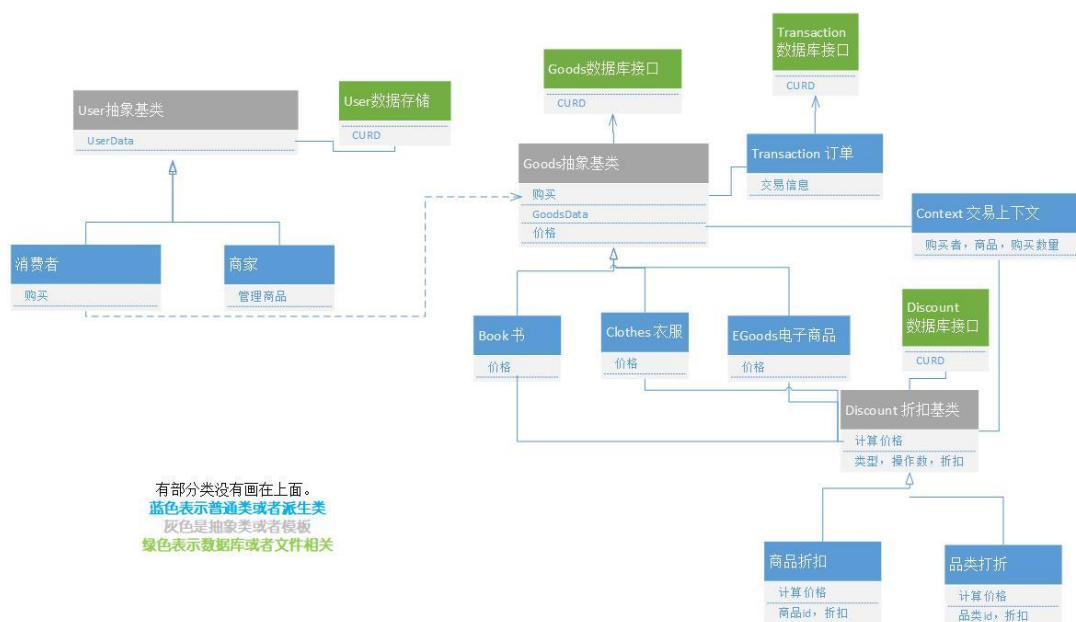 Transaction
数据库接口
CURD
Goods数据库接口
CURD
User抽象基类
UserData
User数据存储
CURD
Goods抽象基类
购买
GoodsData
价格
Transaction 订单
交易信息
Context 交易上下文
购买者，商品，购买数量
消费者
购买
商家
管理商品
Book 书
价格
Clothes 衣服
价格
EGoods电子商品
价格
Discount
数据库接口
CURD
Discount 折扣基类
计算价格
类型，操作数，折扣
有部分类没有画在上面。
蓝色表示普通类或者派生类
灰色是抽象类或者模板
绿色表示数据库或者文件相关
商品折扣
计算价格
商品id，折扣
品类打折
计算价格
品类id，折扣